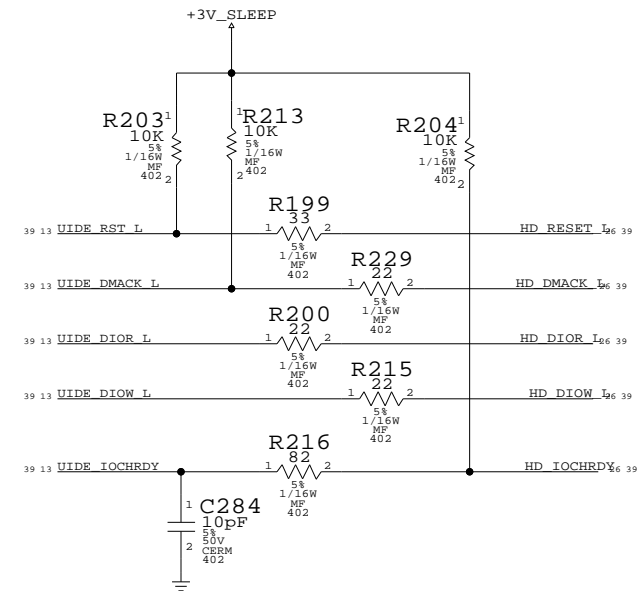 +3V_SLEEP
R203
1
10K
5%
1/16W
MF
402
2
1
R213
10K
5%
1/16W
MF
402
2
R204
1
10K
5%
1/16W
MF
402
2
39 13 UIDE_RST_L
R199
33
1 2
5%
1/16W
MF
402
HD_RESET_L 26 39
39 13 UIDE_DMACK_L
R229
22
1 2
5%
1/16W
MF
402
HD_DMACK_L 26 39
39 13 UIDE_DIOR_L
R200
22
1 2
5%
1/16W
MF
402
HD_DIOR_L 26 39
39 13 UIDE_DIOW_L
R215
22
1 2
5%
1/16W
MF
402
HD_DIOW_L 26 39
39 13 UIDE_IOCHRDY
R216
82
1 2
5%
1/16W
MF
402
HD_IOCHRDY 26 39
1
C284
10pF
5%
50V
CERM
402
2